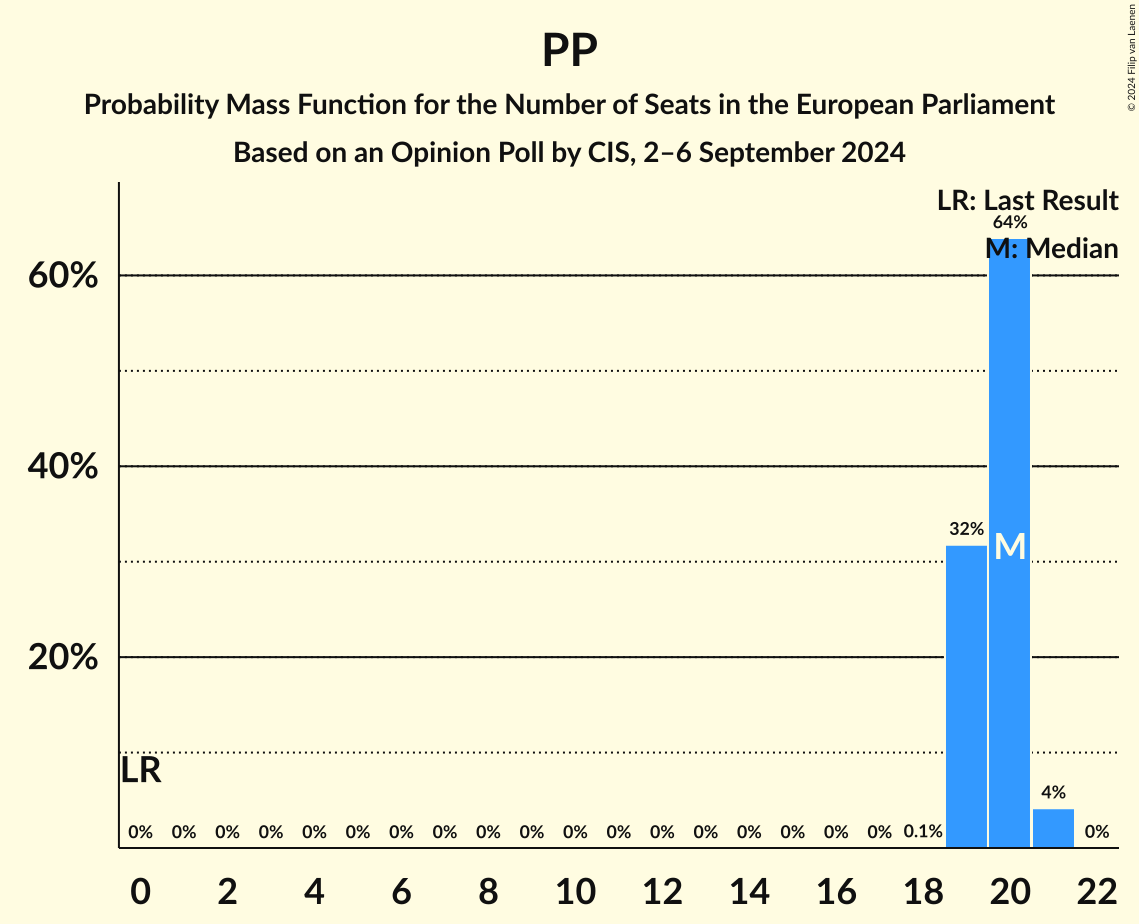 PP
Probability Mass Function for the Number of Seats in the European Parliament
Based on an Opinion Poll by CIS, 2–6 September 2024
© 2024 Filip van Laenen
LR: Last Result
M: Median
64%
60%
40%
32%
M
20%
LR
4%
0% 0% 0% 0% 0% 0% 0% 0% 0% 0% 0% 0% 0% 0% 0% 0% 0% 0% 0.1% 0%
0 2 4 6 8 10 12 14 16 18 20 22